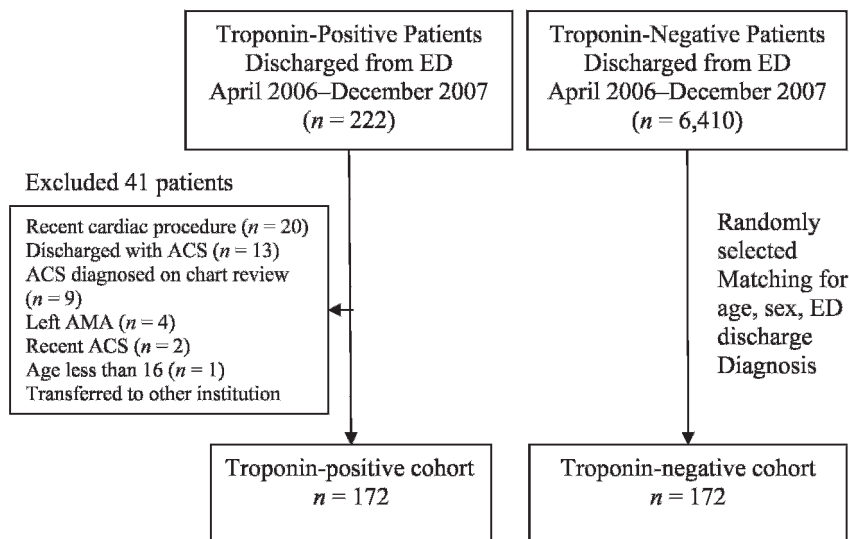 Troponin-Positive Patients
Discharged from ED
April 2006–December 2007
(n = 222)
Troponin-Negative Patients
Discharged from ED
April 2006–December 2007
(n = 6,410)
Excluded 41 patients
Recent cardiac procedure (n = 20)
Discharged with ACS (n = 13)
ACS diagnosed on chart review
(n = 9)
Left AMA (n = 4)
Recent ACS (n = 2)
Age less than 16 (n = 1)
Transferred to other institution
Randomly
selected
Matching for
age, sex, ED
discharge
Diagnosis
Troponin-positive cohort
n = 172
Troponin-negative cohort
n = 172